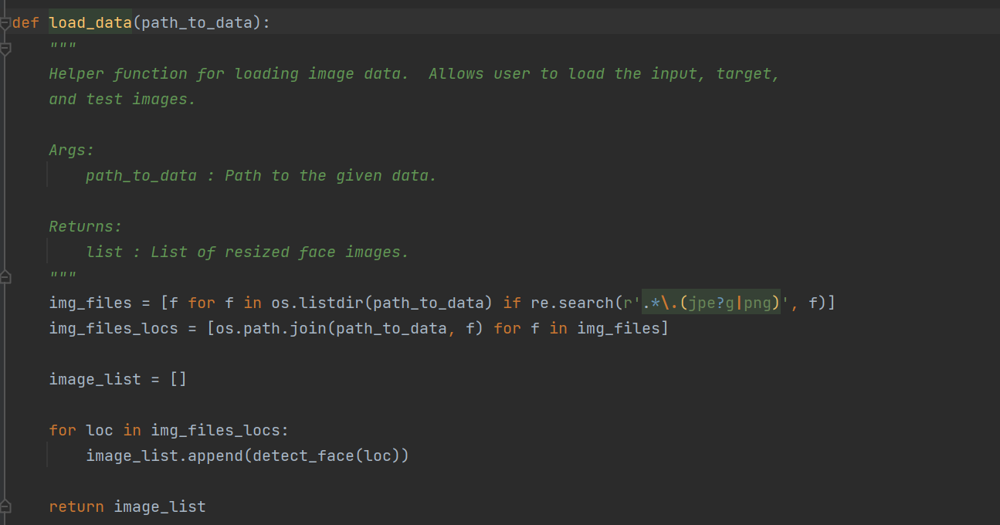 def load_data(path_to_data):
    """
    Helper function for loading image data.  Allows user to load the input, target,
    and test images.

    Args:
        path_to_data : Path to the given data.

    Returns:
        list : List of resized face images.
    """
    img_files = [f for f in os.listdir(path_to_data) if re.search(r'.*\.(jpe?g|png)', f)]
    img_files_locs = [os.path.join(path_to_data, f) for f in img_files]

    image_list = []

    for loc in img_files_locs:
        image_list.append(detect_face(loc))

    return image_list